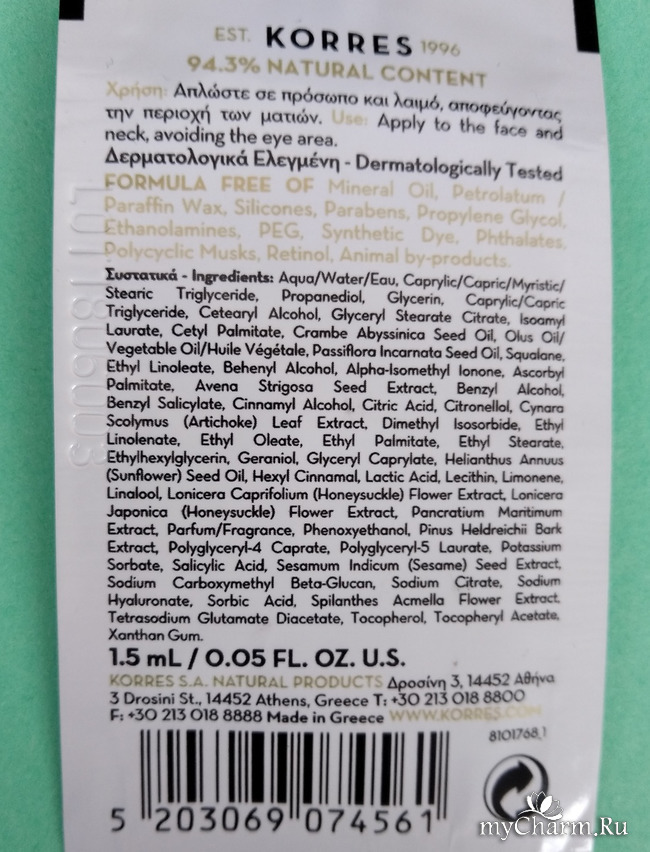 EST. KORRES 1996
94.3% NATURAL CONTENT
Χρήση: Απλώστε σε πρόσωπο και λαιμό, αποφεύγοντας
την περιοχή των ματιών. Use: Apply to the face and
neck, avoiding the eye area.
Δερματολογικά Ελεγμένη - Dermatologically Tested
FORMULA FREE OF Mineral Oil, Petrolatum /
Paraffin Wax, Silicones, Parabens, Propylene Glycol,
Ethanolamines, PEG, Synthetic Dye, Phthalates,
Polycyclic Musks, Retinol, Animal by-products.
Συστατικά - Ingredients: Aqua/Water/Eau, Caprylic/Capric/Myristic/
Stearic Triglyceride, Propanediol, Glycerin, Caprylic/Capric
Triglyceride, Cetearyl Alcohol, Glyceryl Stearate Citrate, Isoamyl
Laurate, Cetyl Palmitate, Crambe Abyssinica Seed Oil, Olus Oil/
Vegetable Oil/Huile Végétale, Passiflora Incarnata Seed Oil, Squalane,
Ethyl Linoleate, Behenyl Alcohol, Alpha-Isomethyl Ionone, Ascorbyl
Palmitate, Avena Strigosa Seed Extract, Benzyl Alcohol,
Benzyl Salicylate, Cinnamyl Alcohol, Citric Acid, Citronellol, Cynara
Scolymus (Artichoke) Leaf Extract, Dimethyl Isosorbide, Ethyl
Linolenate, Ethyl Oleate, Ethyl Palmitate, Ethyl Stearate,
Ethylhexylglycerin, Geraniol, Glyceryl Caprylate, Helianthus Annuus
(Sunflower) Seed Oil, Hexyl Cinnamal, Lactic Acid, Lecithin, Limonene,
Linalool, Lonicera Caprifolium (Honeysuckle) Flower Extract, Lonicera
Japonica (Honeysuckle) Flower Extract, Pancratium Maritimum
Extract, Parfum/Fragrance, Phenoxyethanol, Pinus Heldreichii Bark
Extract, Polyglyceryl-4 Caprate, Polyglyceryl-5 Laurate, Potassium
Sorbate, Salicylic Acid, Sesamum Indicum (Sesame) Seed Extract,
Sodium Carboxymethyl Beta-Glucan, Sodium Citrate, Sodium
Hyaluronate, Sorbic Acid, Spilanthes Acmella Flower Extract,
Tetrasodium Glutamate Diacetate, Tocopherol, Tocopheryl Acetate,
Xanthan Gum.
1.5 mL / 0.05 FL. OZ. U.S.
KORRES S.A. NATURAL PRODUCTS Δροσίνη 3, 14452 Αθήνα
3 Drosini St., 14452 Athens, Greece T: +30 213 018 8800
F: +30 213 018 8888 Made in Greece WWW.KORRES.COM
8101768_1
5 203069 074561
myCharm.Ru